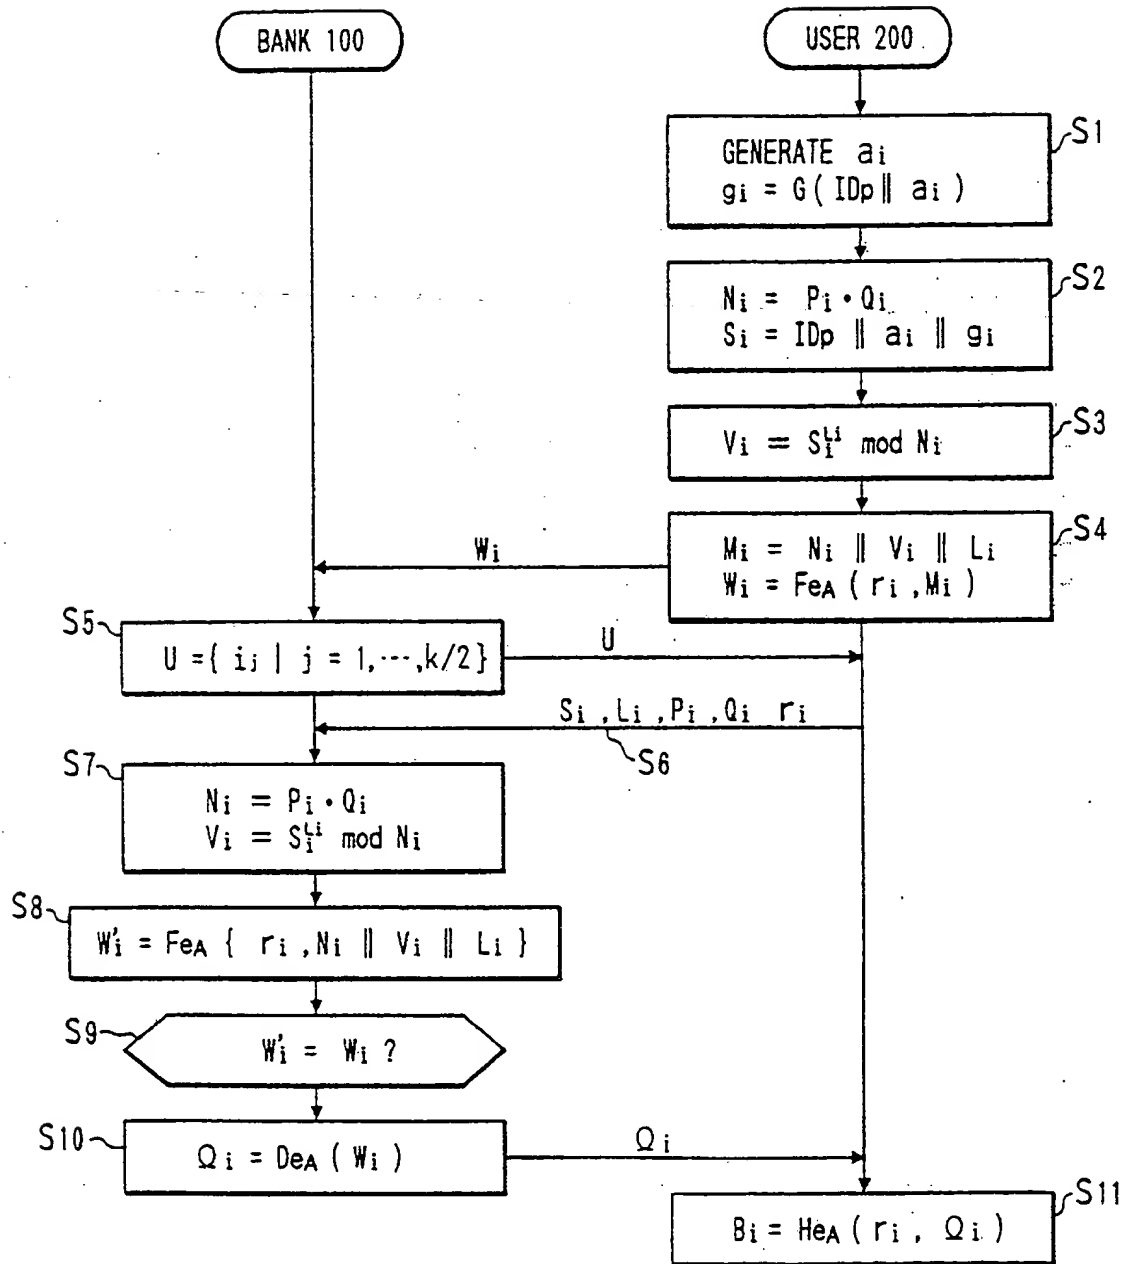 BANK 100
USER 200
S1
GENERATE ai
gi = G( IDp ‖ ai )
S2
Ni = Pi・Qi
Si = IDp ‖ ai ‖ gi
S3
Vi = Si^Li mod Ni
S4
Mi = Ni ‖ Vi ‖ Li
Wi = FeA ( ri ,Mi )
Wi
S5
U ={ ij | j = 1,···,k/2}
U
Si ,Li ,Pi ,Qi ri
S6
S7
Ni = Pi・Qi
Vi = Si^Li mod Ni
S8
W'i = FeA { ri ,Ni ‖ Vi ‖ Li }
S9
W'i = Wi ?
S10
Ωi = DeA ( Wi )
Ωi
S11
Bi = HeA ( ri , Ωi )